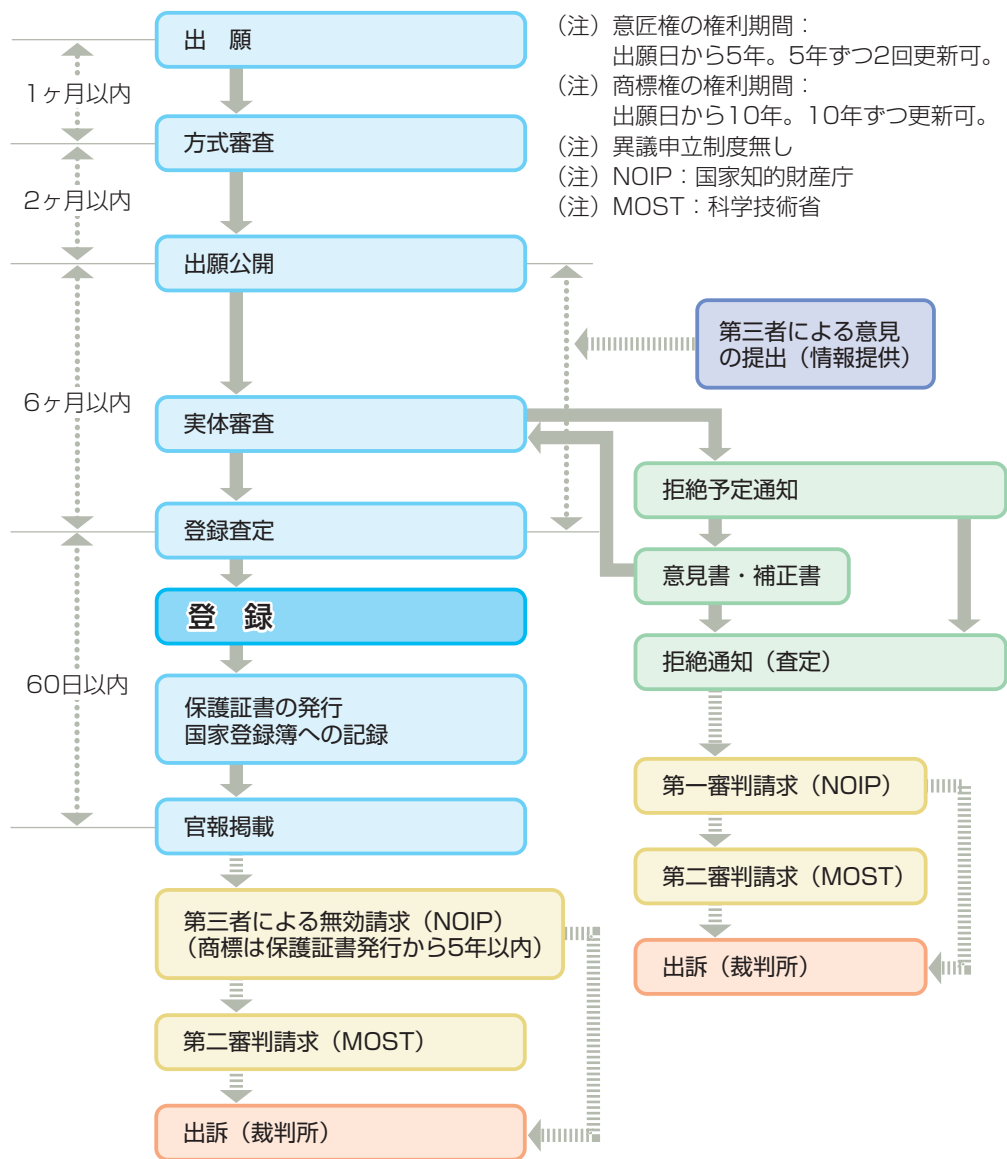 出　願
（注）意匠権の権利期間：
出願日から5年。5年ずつ2回更新可。
（注）商標権の権利期間：
出願日から10年。10年ずつ更新可。
（注）異議申立制度無し
（注）NOIP：国家知的財産庁
（注）MOST：科学技術省
1ヶ月以内
方式審査
2ヶ月以内
出願公開
第三者による意見
の提出（情報提供）
6ヶ月以内
実体審査
拒絶予定通知
登録査定
意見書・補正書
登　録
拒絶通知（査定）
60日以内
保護証書の発行
国家登録簿への記録
第一審判請求（NOIP）
官報掲載
第二審判請求（MOST）
第三者による無効請求（NOIP）
（商標は保護証書発行から5年以内）
出訴（裁判所）
第二審判請求（MOST）
出訴（裁判所）